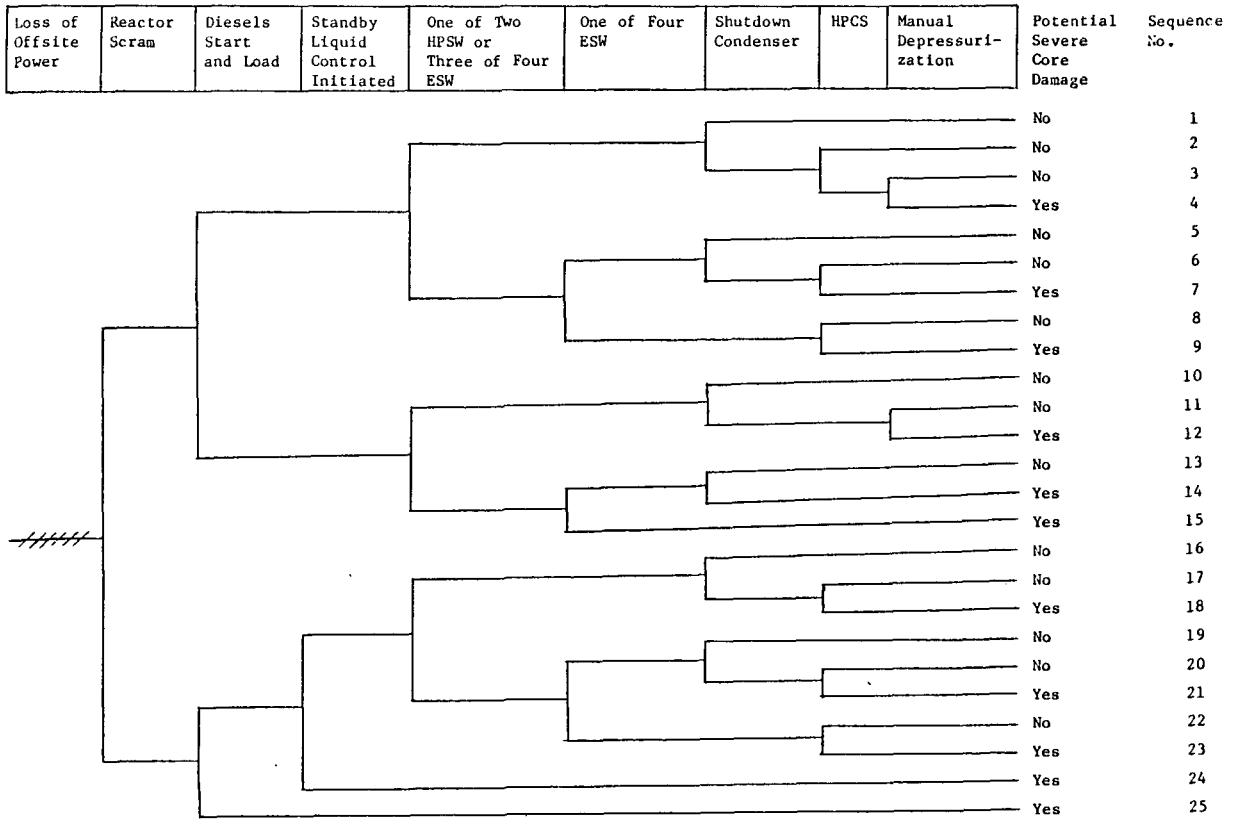 Loss of Offsite Power
Reactor Scram
Diesels Start and Load
Standby Liquid Control Initiated
One of Two HPSW or Three of Four ESW
One of Four ESW
Shutdown Condenser
HPCS
Manual Depressuri- zation
Potential Severe Core Damage
Sequence No.
No 1
No 2
No 3
Yes 4
No 5
No 6
Yes 7
No 8
Yes 9
No 10
No 11
Yes 12
No 13
Yes 14
Yes 15
No 16
No 17
Yes 18
No 19
No 20
Yes 21
No 22
Yes 23
Yes 24
Yes 25